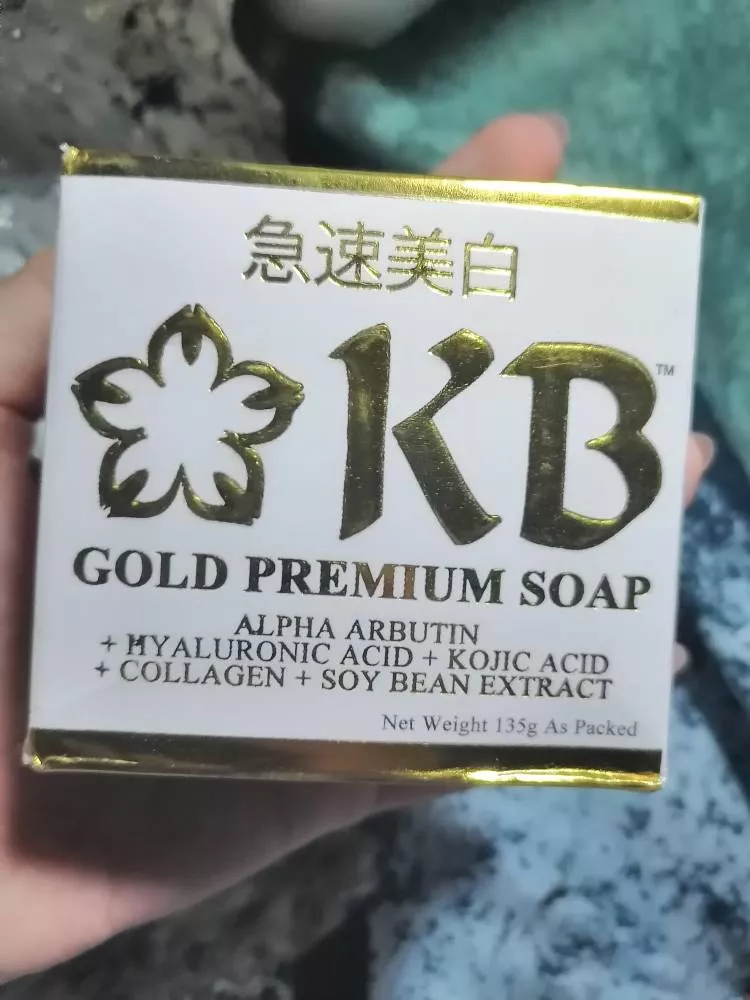 急速美白
KB™
GOLD PREMIUM SOAP
ALPHA ARBUTIN
+ HYALURONIC ACID + KOJIC ACID
+ COLLAGEN + SOY BEAN EXTRACT
Net Weight 135g As Packed